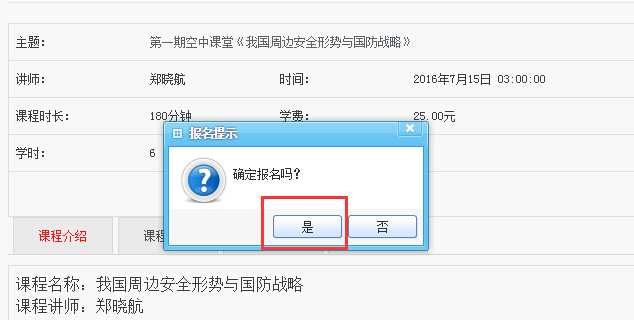 主题： 第一期空中课堂《我国周边安全形势与国防战略》
讲师： 郑晓航 时间： 2016年7月15日 03:00:00
课程时长： 180分钟 学费： 25.00元
报名提示
学时： 6
确定报名吗？
是 否
课程介绍
课程名称：我国周边安全形势与国防战略
课程讲师：郑晓航